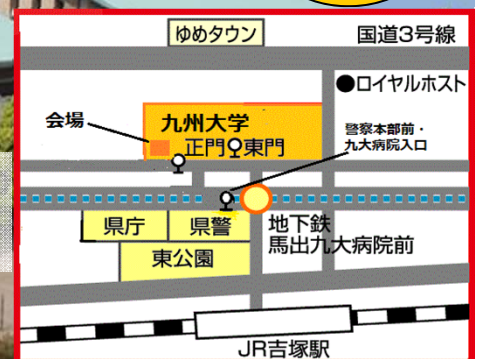 ゆめタウン
国道3号線
●ロイヤルホスト
会場
九州大学
正門
東門
警察本部前・
九大病院入口
県庁
県警
地下鉄
馬出九大病院前
東公園
JR吉塚駅